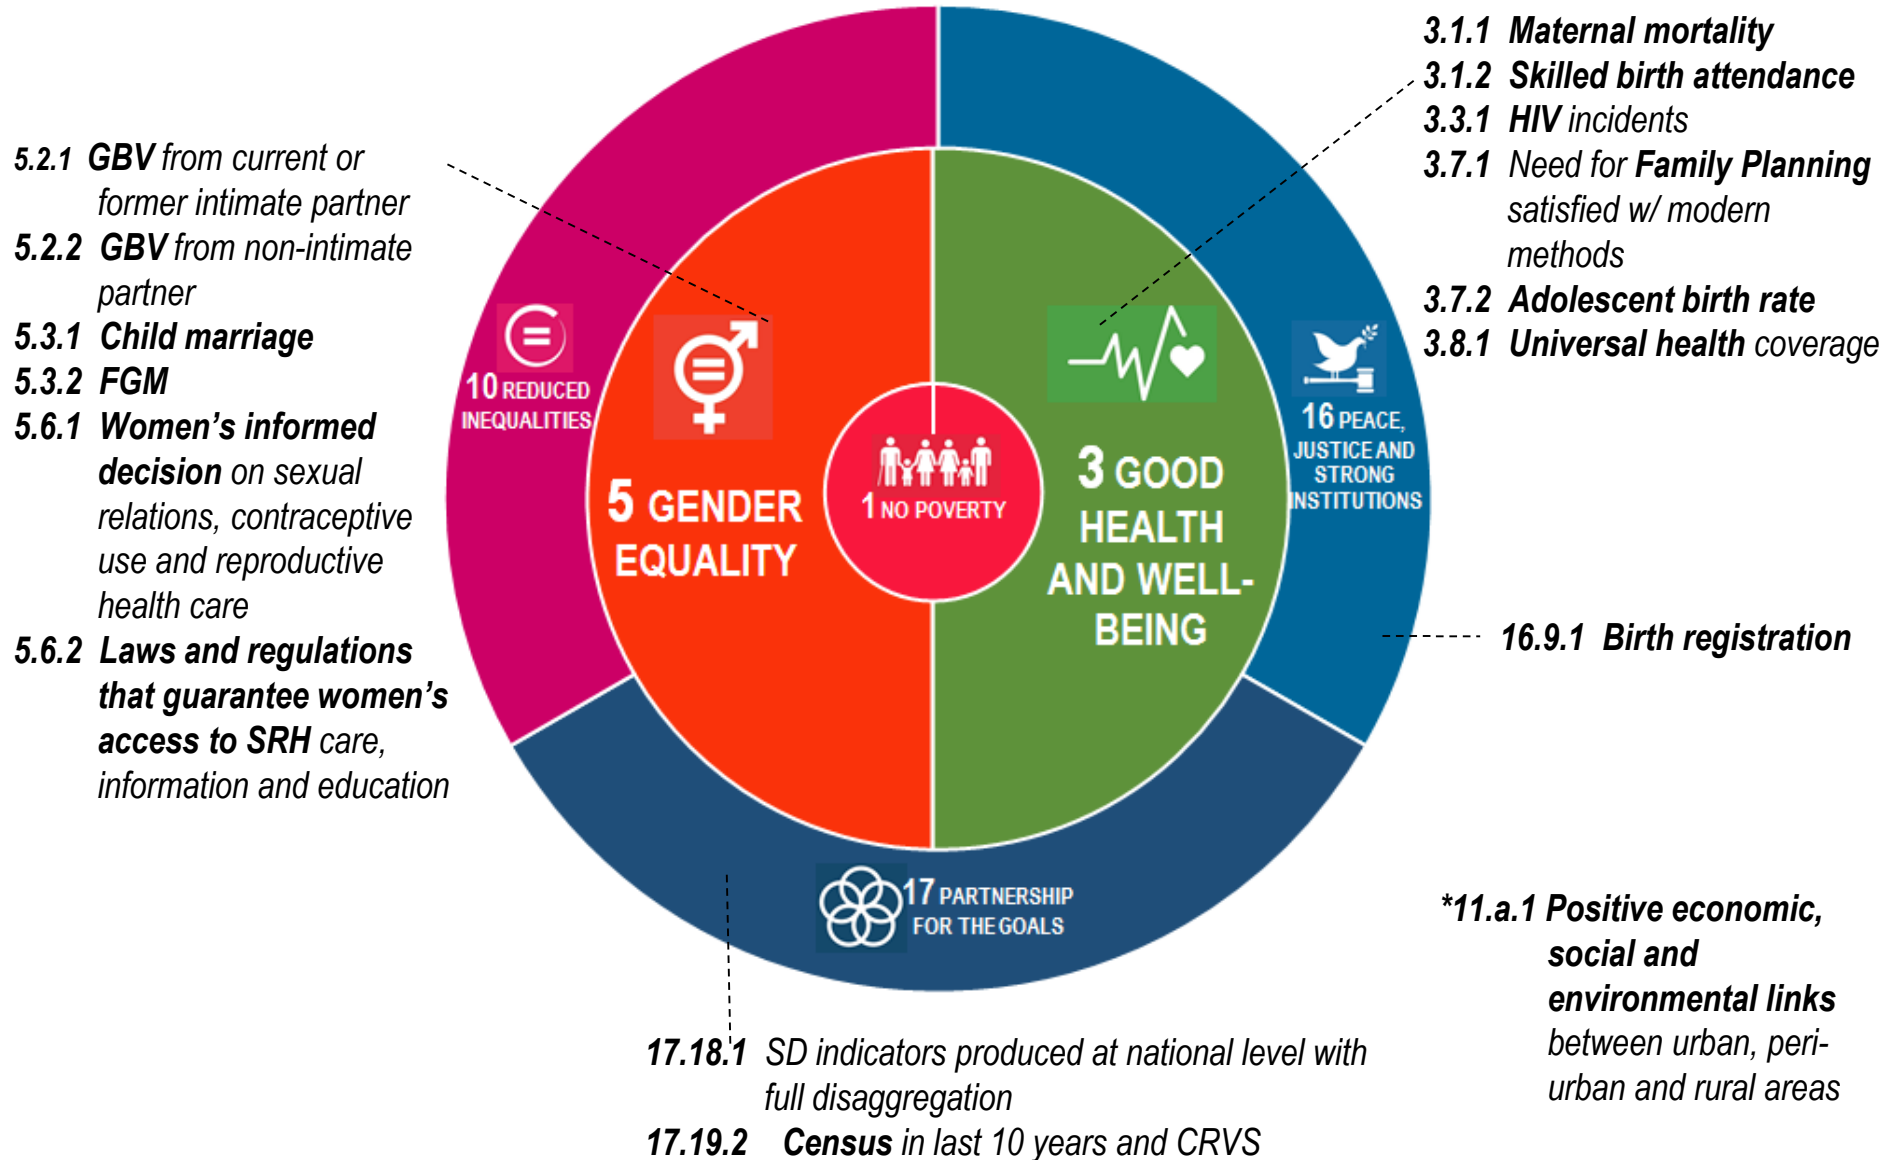 5.2.1 GBV from current or
former intimate partner
5.2.2 GBV from non-intimate
partner
5.3.1 Child marriage
5.3.2 FGM
5.6.1 Women's informed
decision on sexual
relations, contraceptive
use and reproductive
health care
5.6.2 Laws and regulations
that guarantee women's
access to SRH care,
information and education
10 REDUCED
INEQUALITIES
5 GENDER
EQUALITY
1 NO POVERTY
3 GOOD
HEALTH
AND WELL-
BEING
16 PEACE,
JUSTICE AND
STRONG
INSTITUTIONS
17 PARTNERSHIP
FOR THE GOALS
3.1.1 Maternal mortality
3.1.2 Skilled birth attendance
3.3.1 HIV incidents
3.7.1 Need for Family Planning
satisfied w/ modern
methods
3.7.2 Adolescent birth rate
3.8.1 Universal health coverage
16.9.1 Birth registration
*11.a.1 Positive economic,
social and
environmental links
between urban, peri-
urban and rural areas
17.18.1 SD indicators produced at national level with
full disaggregation
17.19.2 Census in last 10 years and CRVS